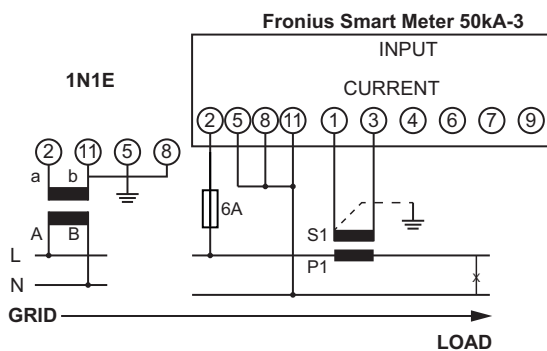 Fronius Smart Meter 50kA-3
INPUT
1N1E
CURRENT
2 5 8 11 1 3 4 6 7 9
2 11 5 8
a b
6A
A B
S1
L
P1
N
x
GRID
LOAD